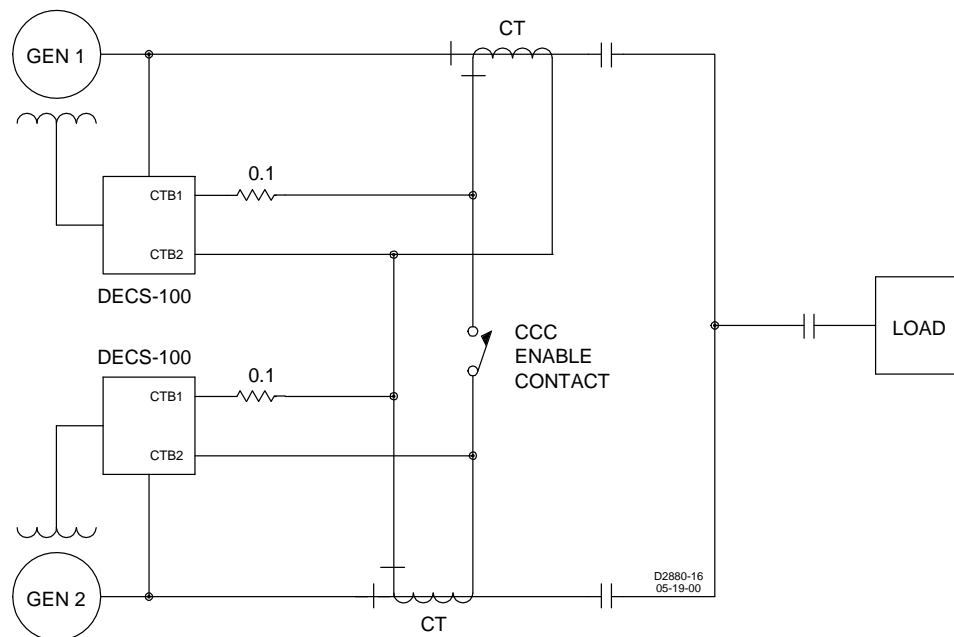 CT
GEN 1
0.1
CTB1
CTB2
DECS-100
CCC
ENABLE
CONTACT
LOAD
DECS-100
0.1
CTB1
CTB2
D2880-16
05-19-00
GEN 2
CT